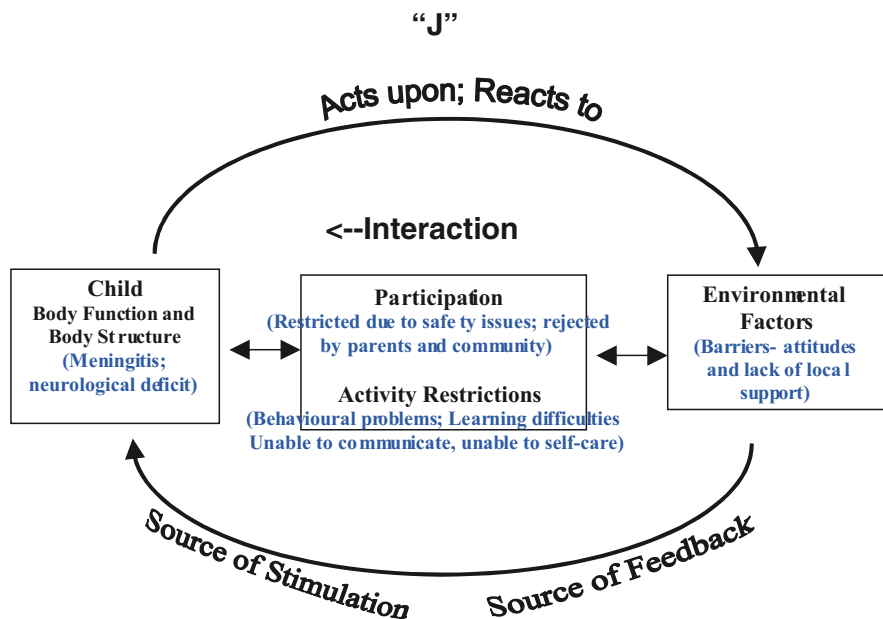 “J”
Acts upon; Reacts to
<--Interaction
Child
Body Function and
Body Structure
(Meningitis;
neurological deficit)
Participation
(Restricted due to safety issues; rejected
by parents and community)
Activity Restrictions
(Behavioural problems; Learning difficulties
Unable to communicate, unable to self-care)
Environmental
Factors
(Barriers- attitudes
and lack of local
support)
Source of Stimulation
Source of Feedback